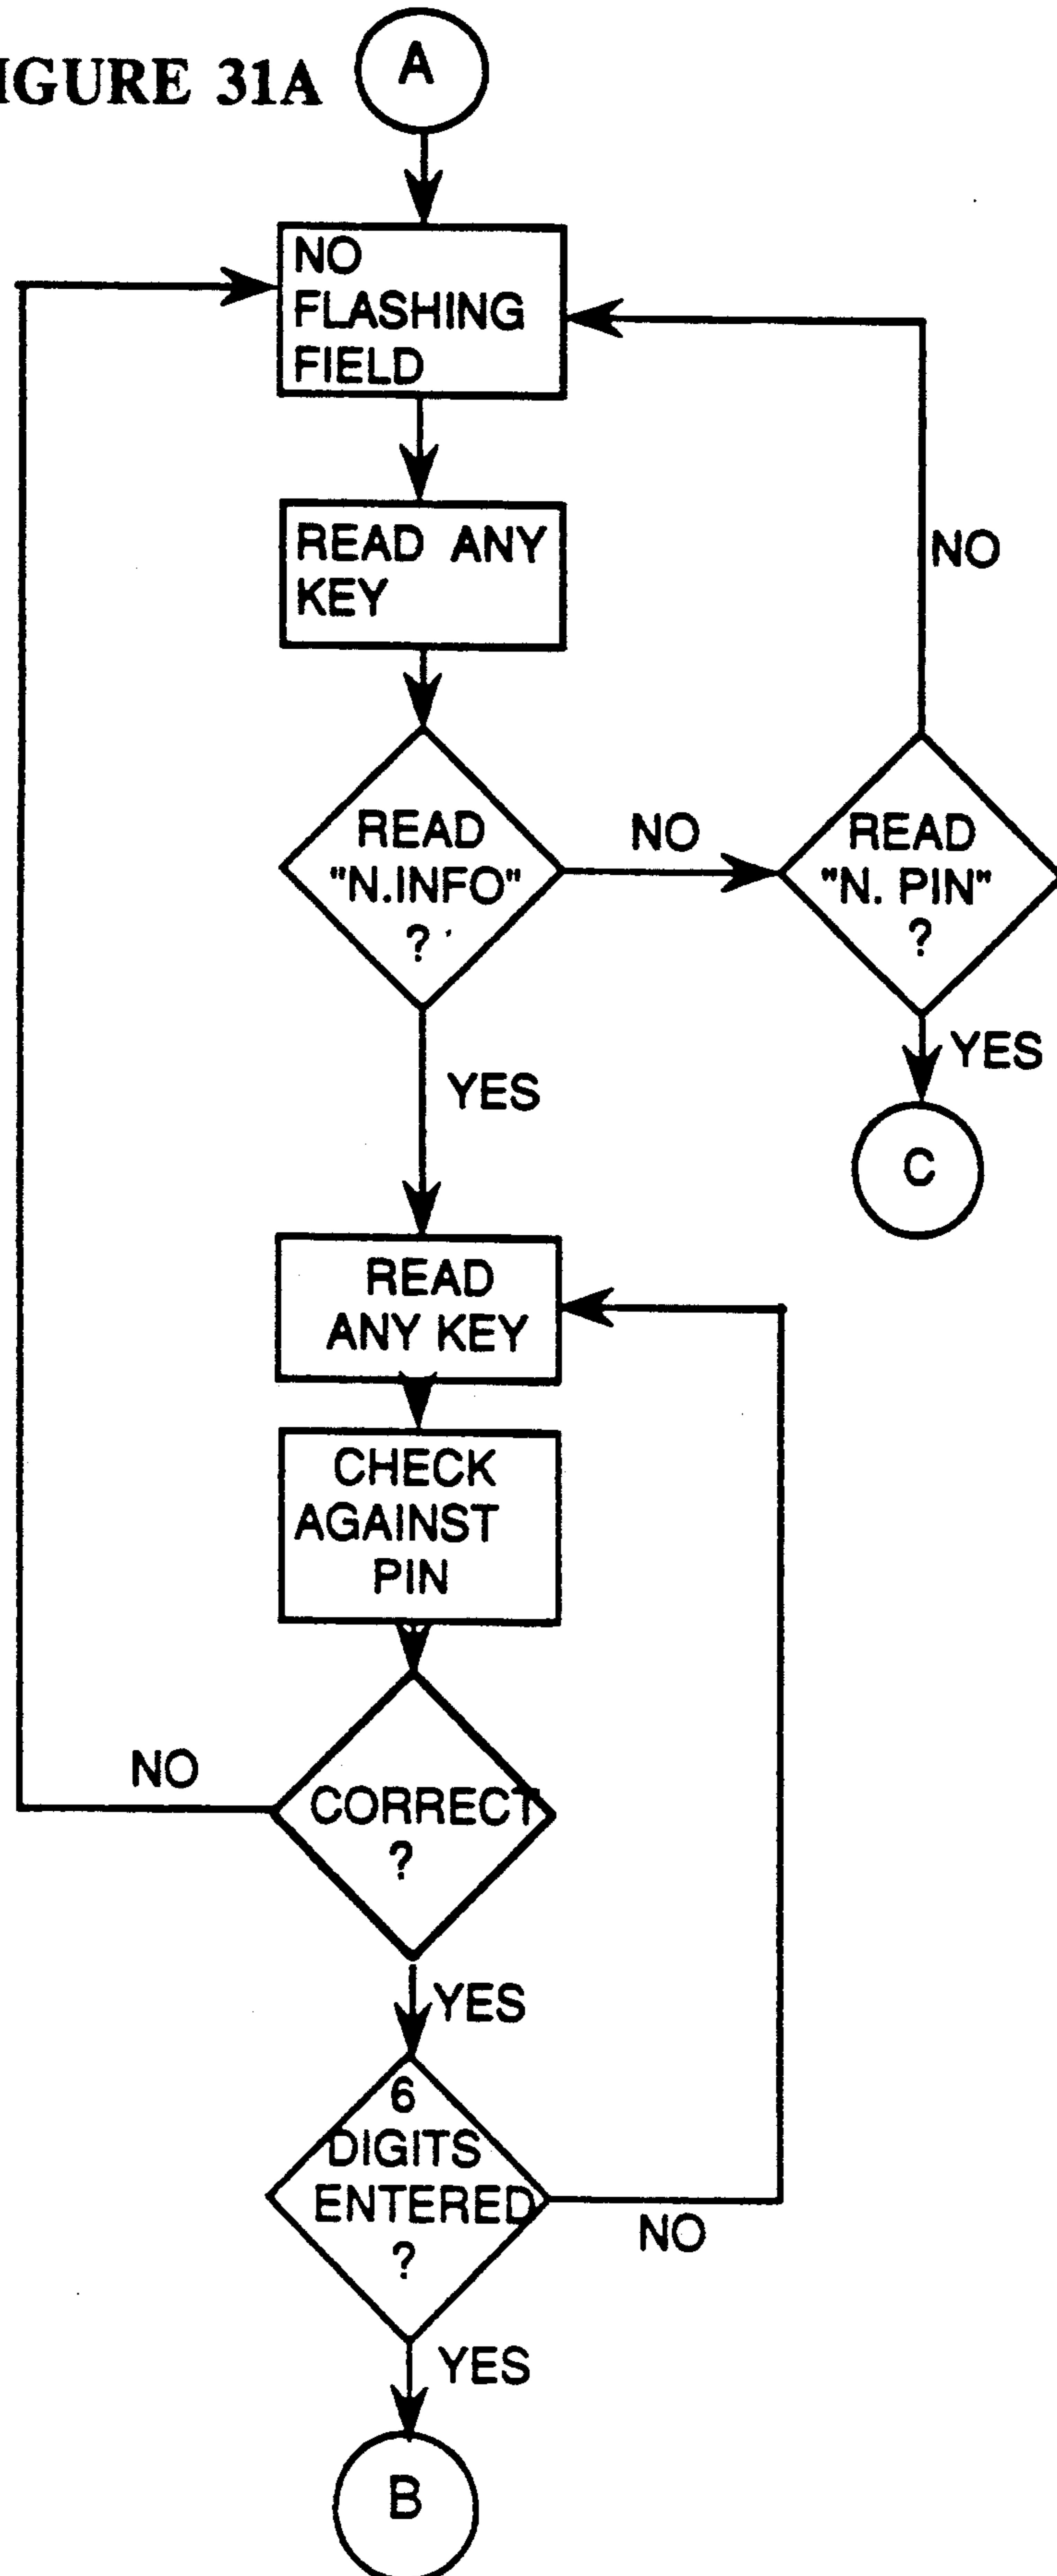 IGURE 31A
A
NO
FLASHING
FIELD
READ ANY
KEY
NO
READ
"N.INFO"
?
NO
READ
"N. PIN"
?
YES
YES
C
READ
ANY KEY
CHECK
AGAINST
PIN
NO
CORRECT
?
YES
6
DIGITS
ENTERED
?
NO
YES
B